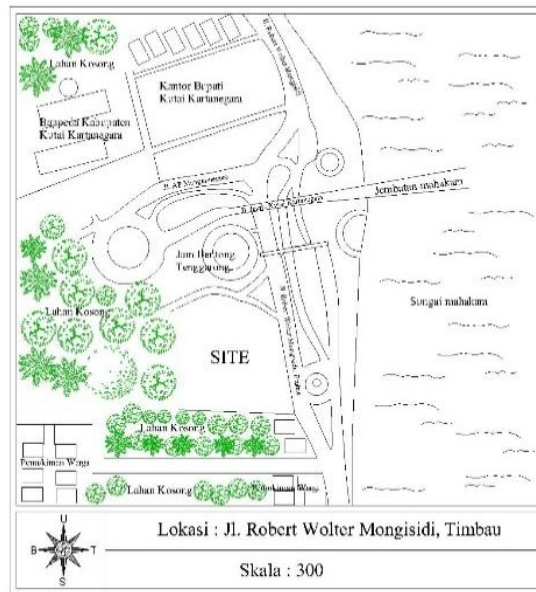 Lahan Kosong
Kantor Bupati
Kutai Kartanegara
Bappeda Kabupaten
Kutai Kartanegara
Jembatan mahakam
Jam Bentong
Tenggarong
Sungai mahakam
Lahan Kosong
SITE
Lahan Kosong
Pemukiman Warga
Lahan Kosong
Pemukiman Warga
U
B T
S
Lokasi : Jl. Robert Wolter Mongisidi, Timbau
Skala : 300